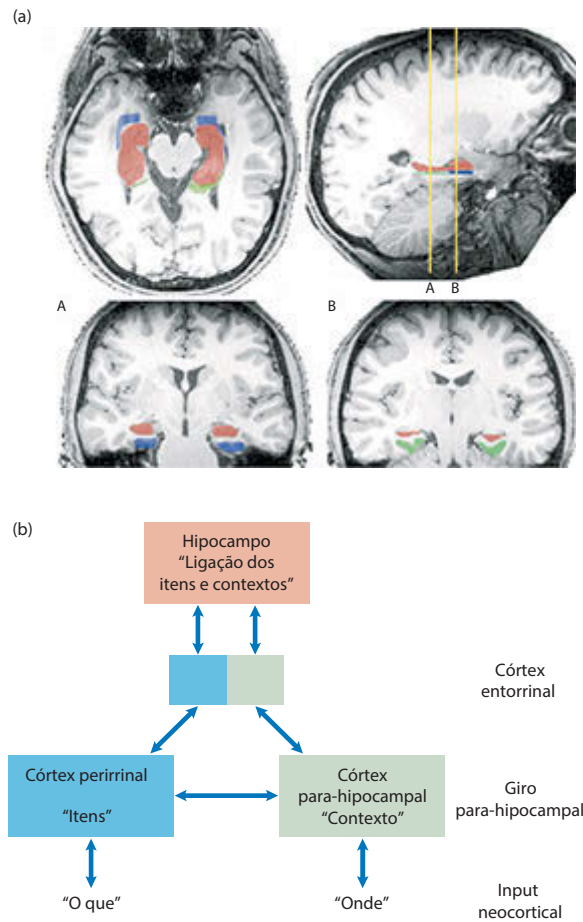 (a)
A B
A B
(b)
Hipocampo
“Ligação dos
itens e contextos”
Córtex
entorrinal
Córtex perirrinal
“Itens”
Córtex
para-hipocampal
“Contexto”
Giro
para-hipocampal
“O que”
“Onde”
Input
neocortical